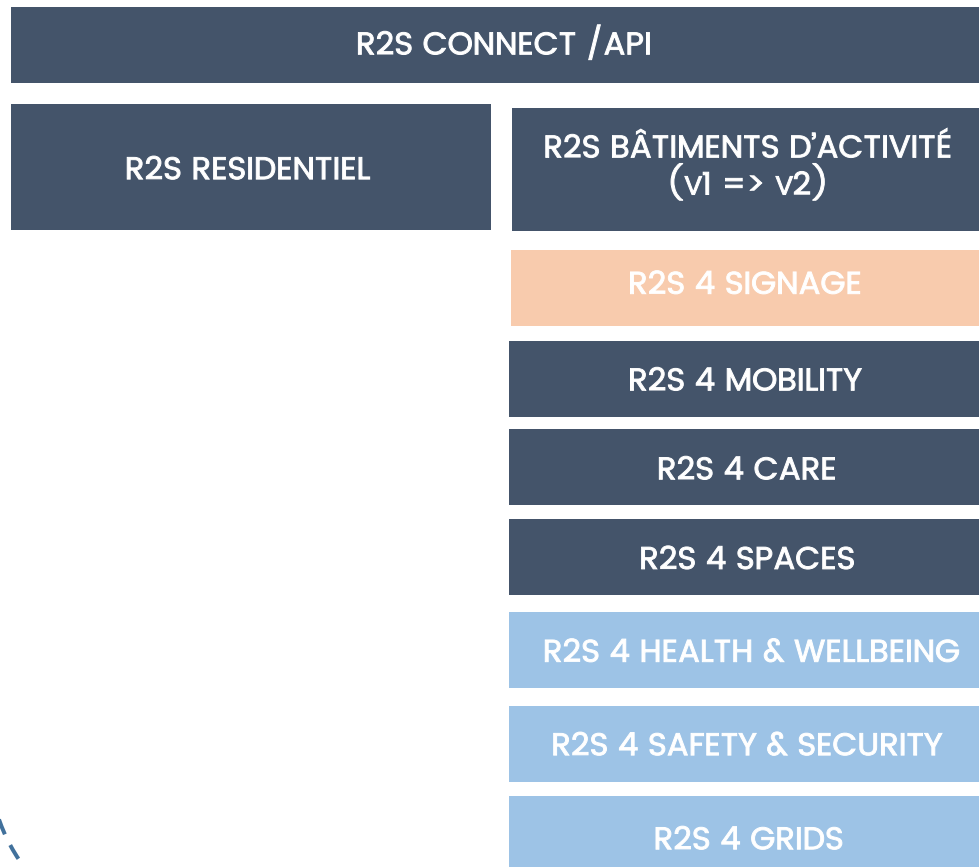 R2S CONNECT /API
R2S RESIDENTIEL
R2S BÂTIMENTS D’ACTIVITÉ
(v1 => v2)
R2S 4 SIGNAGE
R2S 4 MOBILITY
R2S 4 CARE
R2S 4 SPACES
R2S 4 HEALTH & WELLBEING
R2S 4 SAFETY & SECURITY
R2S 4 GRIDS